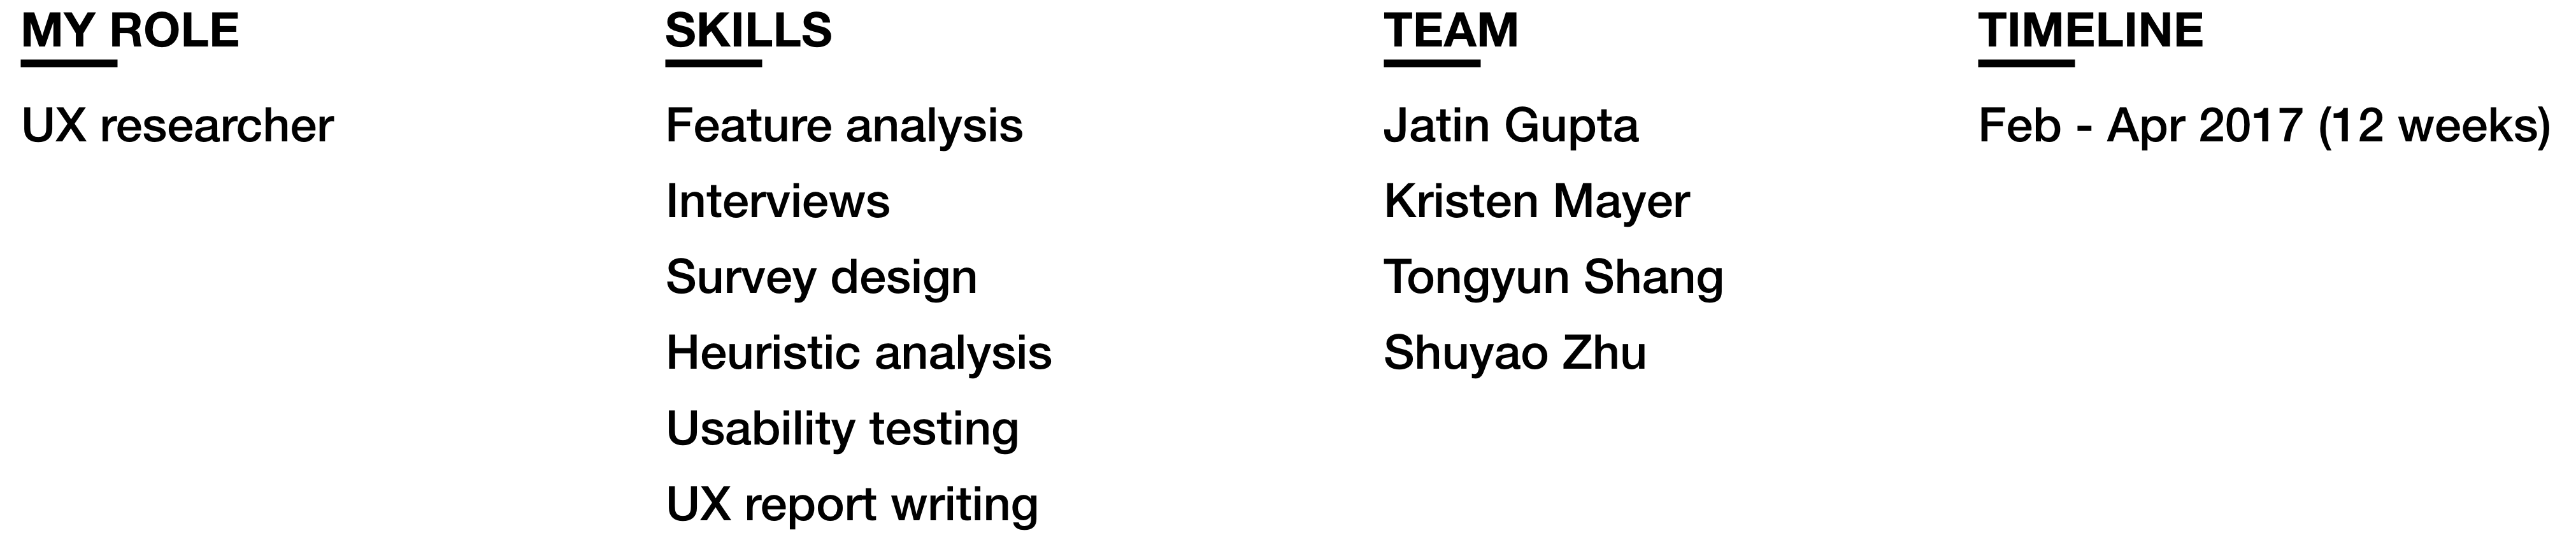 MY ROLE
UX researcher
SKILLS
Feature analysis
Interviews
Survey design
Heuristic analysis
Usability testing
UX report writing
TEAM
Jatin Gupta
Kristen Mayer
Tongyun Shang
Shuyao Zhu
TIMELINE
Feb - Apr 2017 (12 weeks)